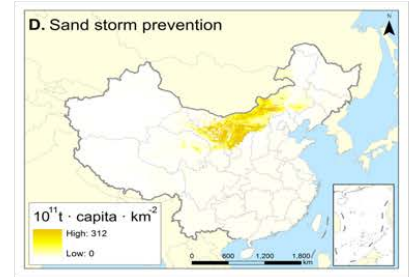 D. Sand storm prevention
N
10¹¹t · capita · km⁻²
High: 312
Low: 0
0 600 1,200 1,800
km